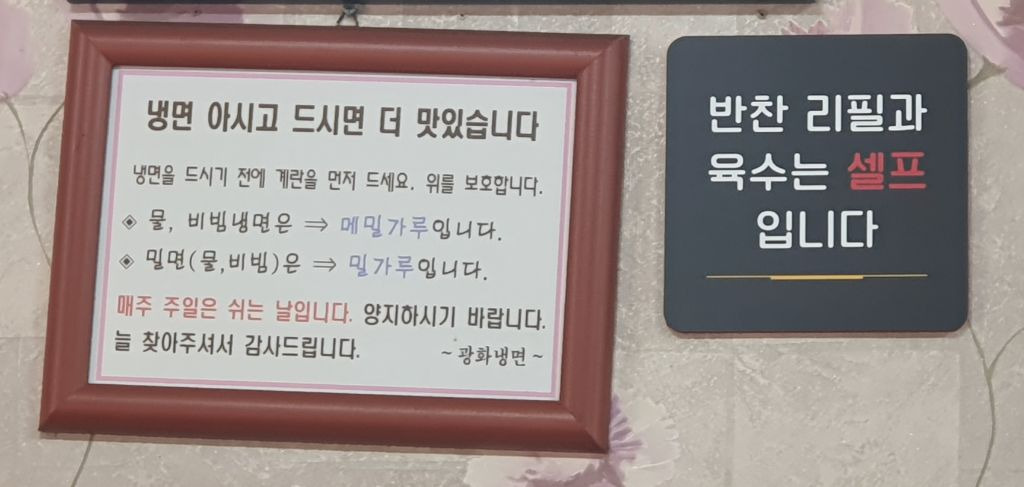 냉면 아시고 드시면 더 맛있습니다
냉면을 드시기 전에 계란을 먼저 드세요. 위를 보호합니다.
◈ 물, 비빔냉면은 ⇒ 메밀가루입니다.
◈ 밀면(물,비빔)은 ⇒ 밀가루입니다.
매주 주일은 쉬는 날입니다. 양지하시기 바랍니다.
늘 찾아주셔서 감사드립니다.
~ 광화냉면 ~
반찬 리필과
육수는 셀프
입니다